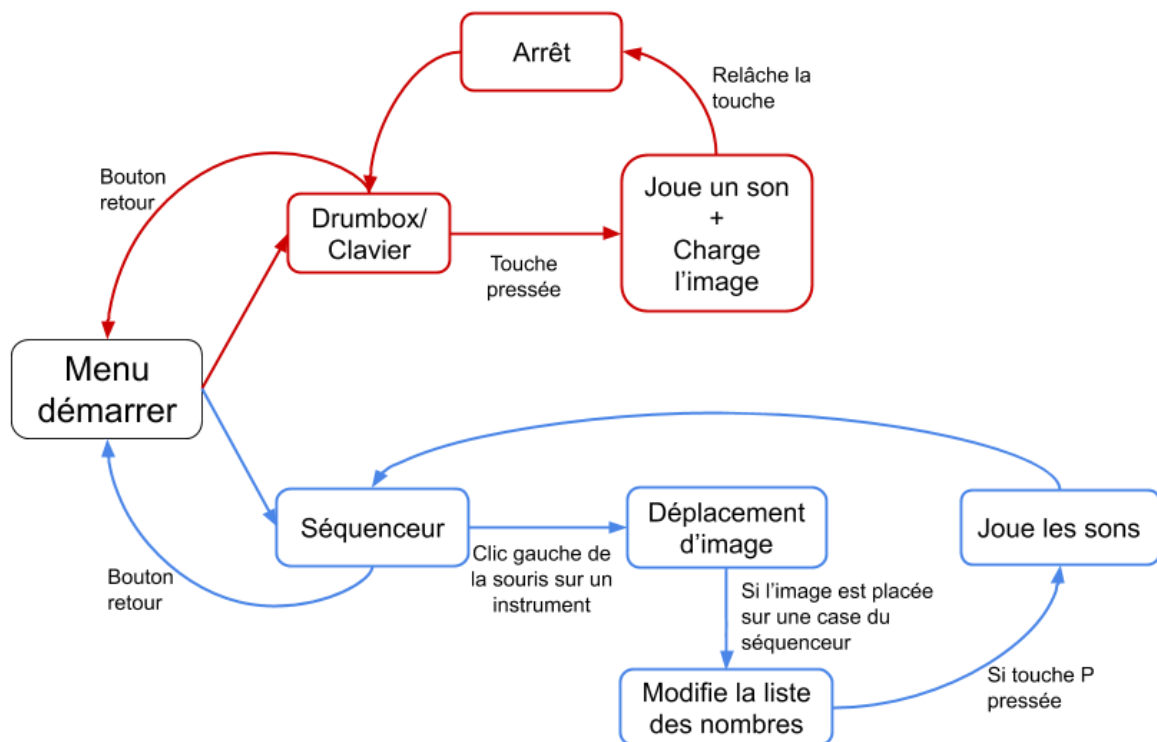 Arrêt
Relâche la
touche
Bouton
retour
Drumbox/
Clavier
Touche
pressée
Joue un son
+
Charge
l’image
Menu
démarrer
Séquenceur
Bouton
retour
Clic gauche de
la souris sur un
instrument
Déplacement
d’image
Si l’image est placée
sur une case du
séquenceur
Modifie la liste
des nombres
Si touche P
pressée
Joue les sons